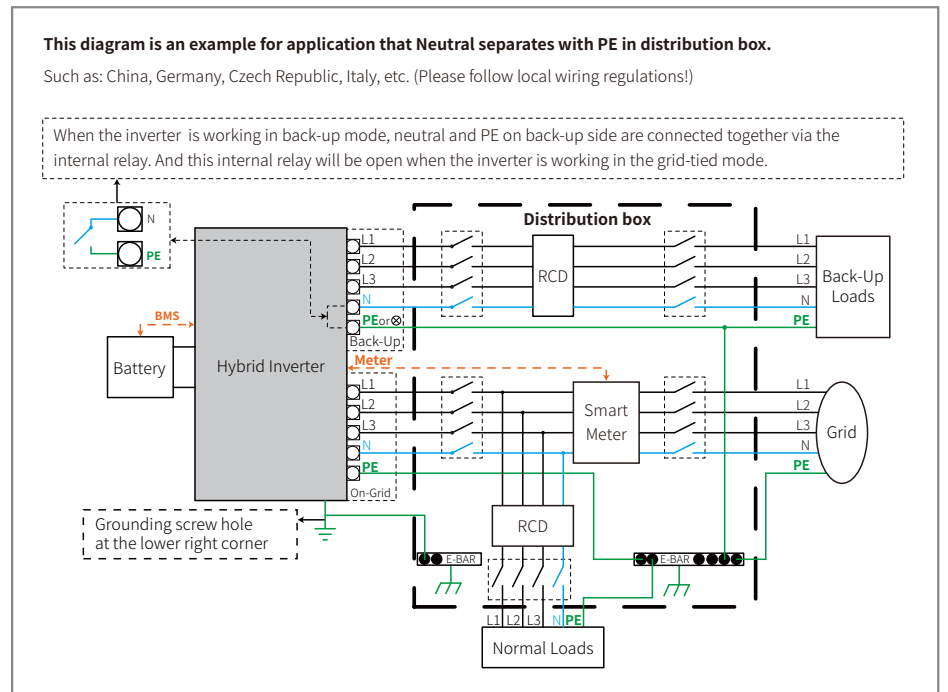 This diagram is an example for application that Neutral separates with PE in distribution box.
Such as: China, Germany, Czech Republic, Italy, etc. (Please follow local wiring regulations!)
When the inverter is working in back-up mode, neutral and PE on back-up side are connected together via the
internal relay. And this internal relay will be open when the inverter is working in the grid-tied mode.
N
PE
Distribution box
L1
L2
L3
N
PE or ⊗
Back-Up
RCD
L1
L2
L3
N
PE
Back-Up
Loads
BMS
Battery
Hybrid Inverter
Meter
L1
L2
L3
N
PE
On-Grid
Smart
Meter
L1
L2
L3
N
PE
Grid
Grounding screw hole
at the lower right corner
RCD
E-BAR
E-BAR
L1 L2 L3 N PE
Normal Loads